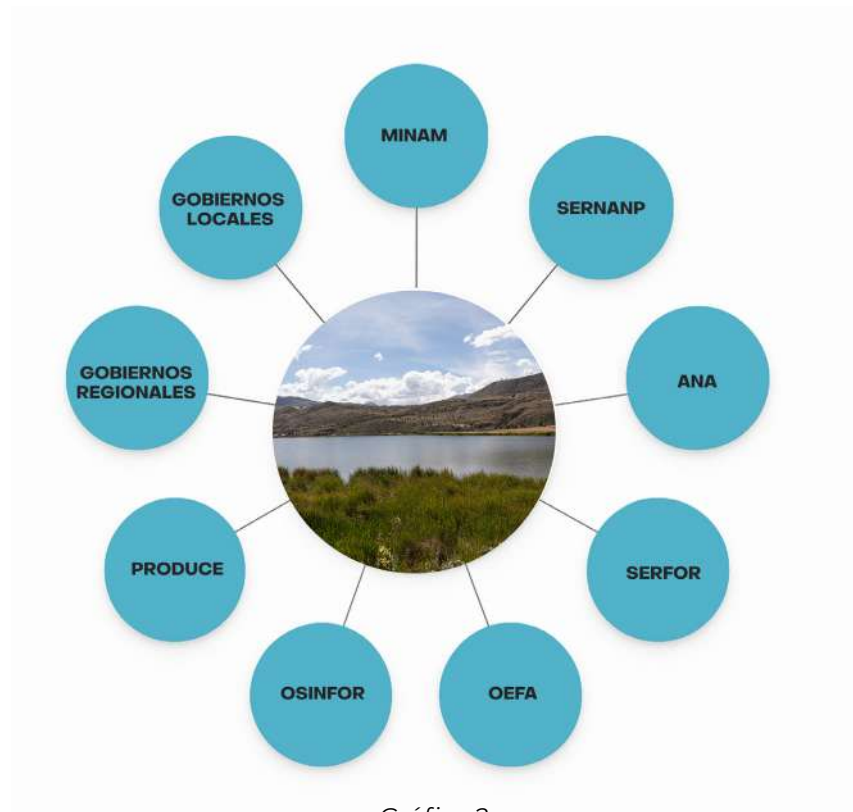 MINAM
GOBIERNOS
LOCALES
SERNANP
GOBIERNOS
REGIONALES
ANA
PRODUCE
SERFOR
OSINFOR
OEFA